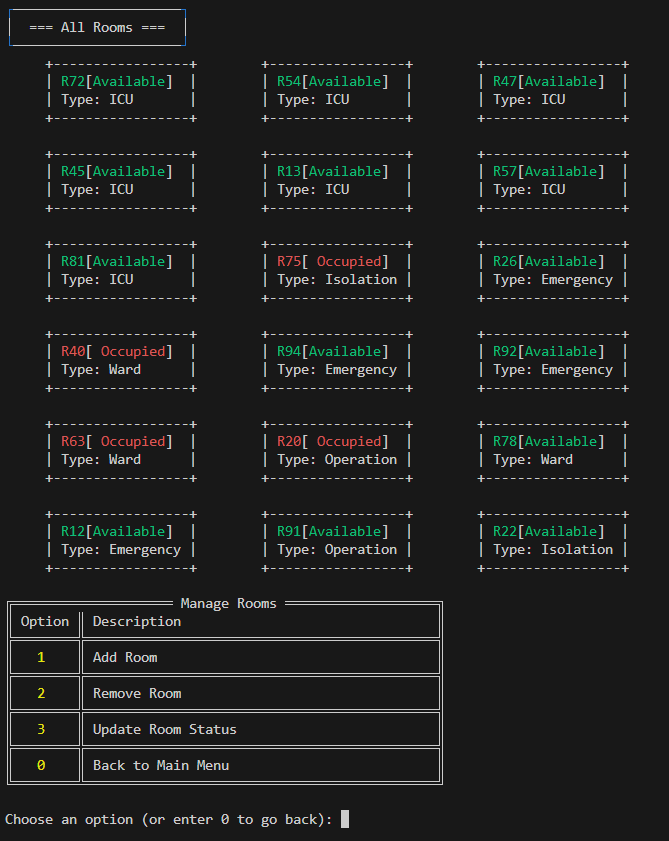 === All Rooms ===
R72[Available] R54[Available] R47[Available]
Type: ICU Type: ICU Type: ICU
R45[Available] R13[Available] R57[Available]
Type: ICU Type: ICU Type: ICU
R81[Available] R75[ Occupied] R26[Available]
Type: ICU Type: Isolation Type: Emergency
R40[ Occupied] R94[Available] R92[Available]
Type: Ward Type: Emergency Type: Emergency
R63[ Occupied] R20[ Occupied] R78[Available]
Type: Ward Type: Operation Type: Ward
R12[Available] R91[Available] R22[Available]
Type: Emergency Type: Operation Type: Isolation
Manage Rooms
Option Description
1 Add Room
2 Remove Room
3 Update Room Status
0 Back to Main Menu
Choose an option (or enter 0 to go back):